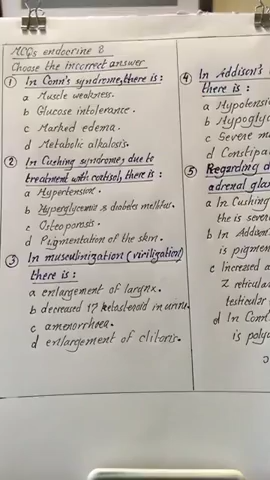 MCQs endocrine 8
Choose the incorrect answer
① In Conn's syndrome, there is :
a Muscle weakness.
b Glucose intolerance.
c Marked edema.
d Metabolic alkalosis.
② In Cushing syndrome, due to
treatment with cortisol, there is :
a Hypertension.
b Hyperglycemia & diabetes mellitus.
c Osteoporosis.
d Pigmentation of the skin.
③ In musculinization (virilization)
there is :
a enlargement of larynx.
b decreased 17 ketosteroid in urine.
c amenorrhea.
d enlargement of clitoris.
④ In Addison's
there is :
a Hypotensi
b Hypogly
c Severe m
d Constipa
⑤ Regarding d
adrenal gla
a In Cushing
the is seve
b In Addison
is pigmen
c Increased a
Z reticular
testicular
d In Conn'
is poly